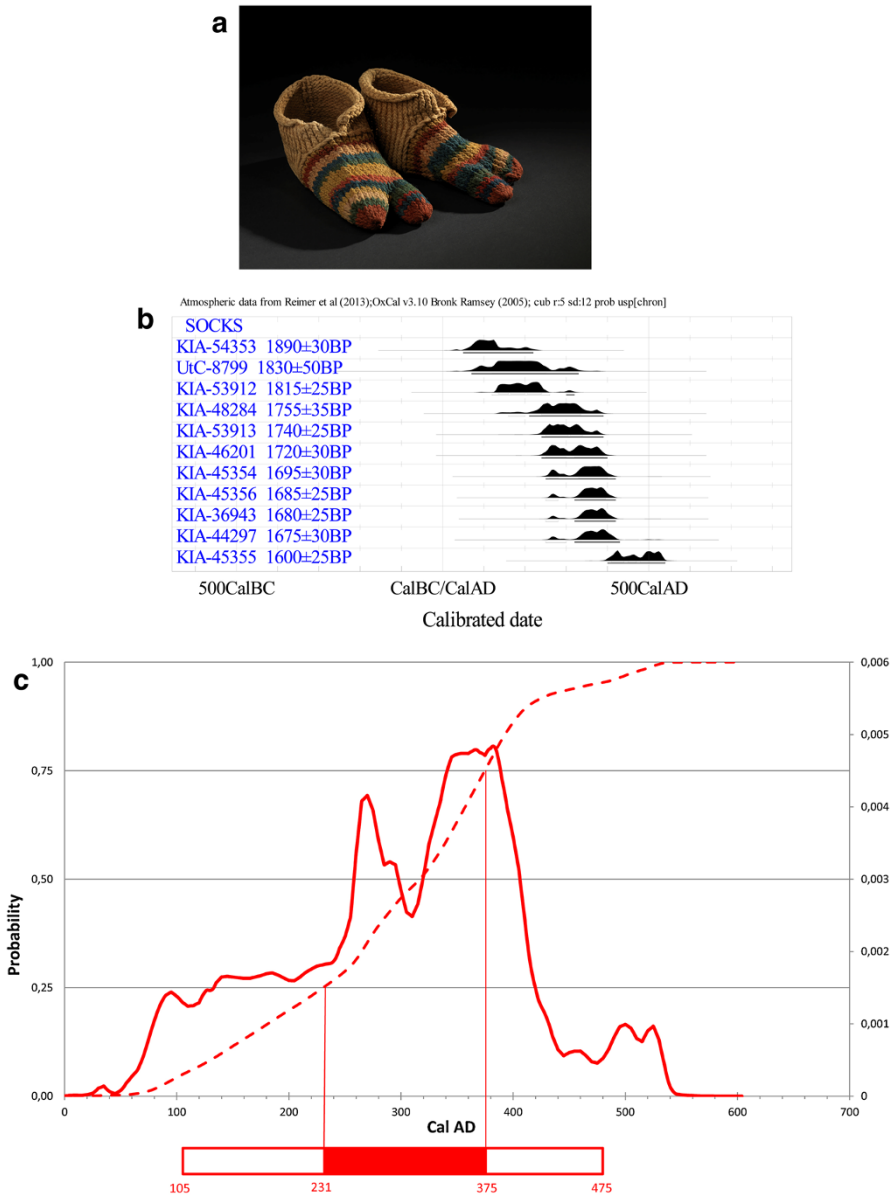 a
b
Atmospheric data from Reimer et al (2013);OxCal v3.10 Bronk Ramsey (2005); cub r:5 sd:12 prob usp[chron]
SOCKS
KIA-54353 1890±30BP
UtC-8799 1830±50BP
KIA-53912 1815±25BP
KIA-48284 1755±35BP
KIA-53913 1740±25BP
KIA-46201 1720±30BP
KIA-45354 1695±30BP
KIA-45356 1685±25BP
KIA-36943 1680±25BP
KIA-44297 1675±30BP
KIA-45355 1600±25BP
500CalBC CalBC/CalAD 500CalAD
Calibrated date
c
1,00 0,006
0,005
0,75
0,004
0,50 0,003
0,002
0,25
0,001
0,00 0
Probability
0 100 200 300 400 500 600 700
Cal AD
105 231 375 475